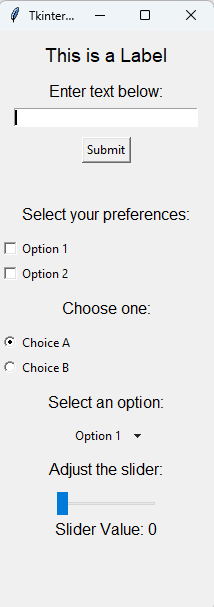 Tkinter...
This is a Label
Enter text below:
Submit
Select your preferences:
Option 1
Option 2
Choose one:
Choice A
Choice B
Select an option:
Option 1
Adjust the slider:
Slider Value: 0